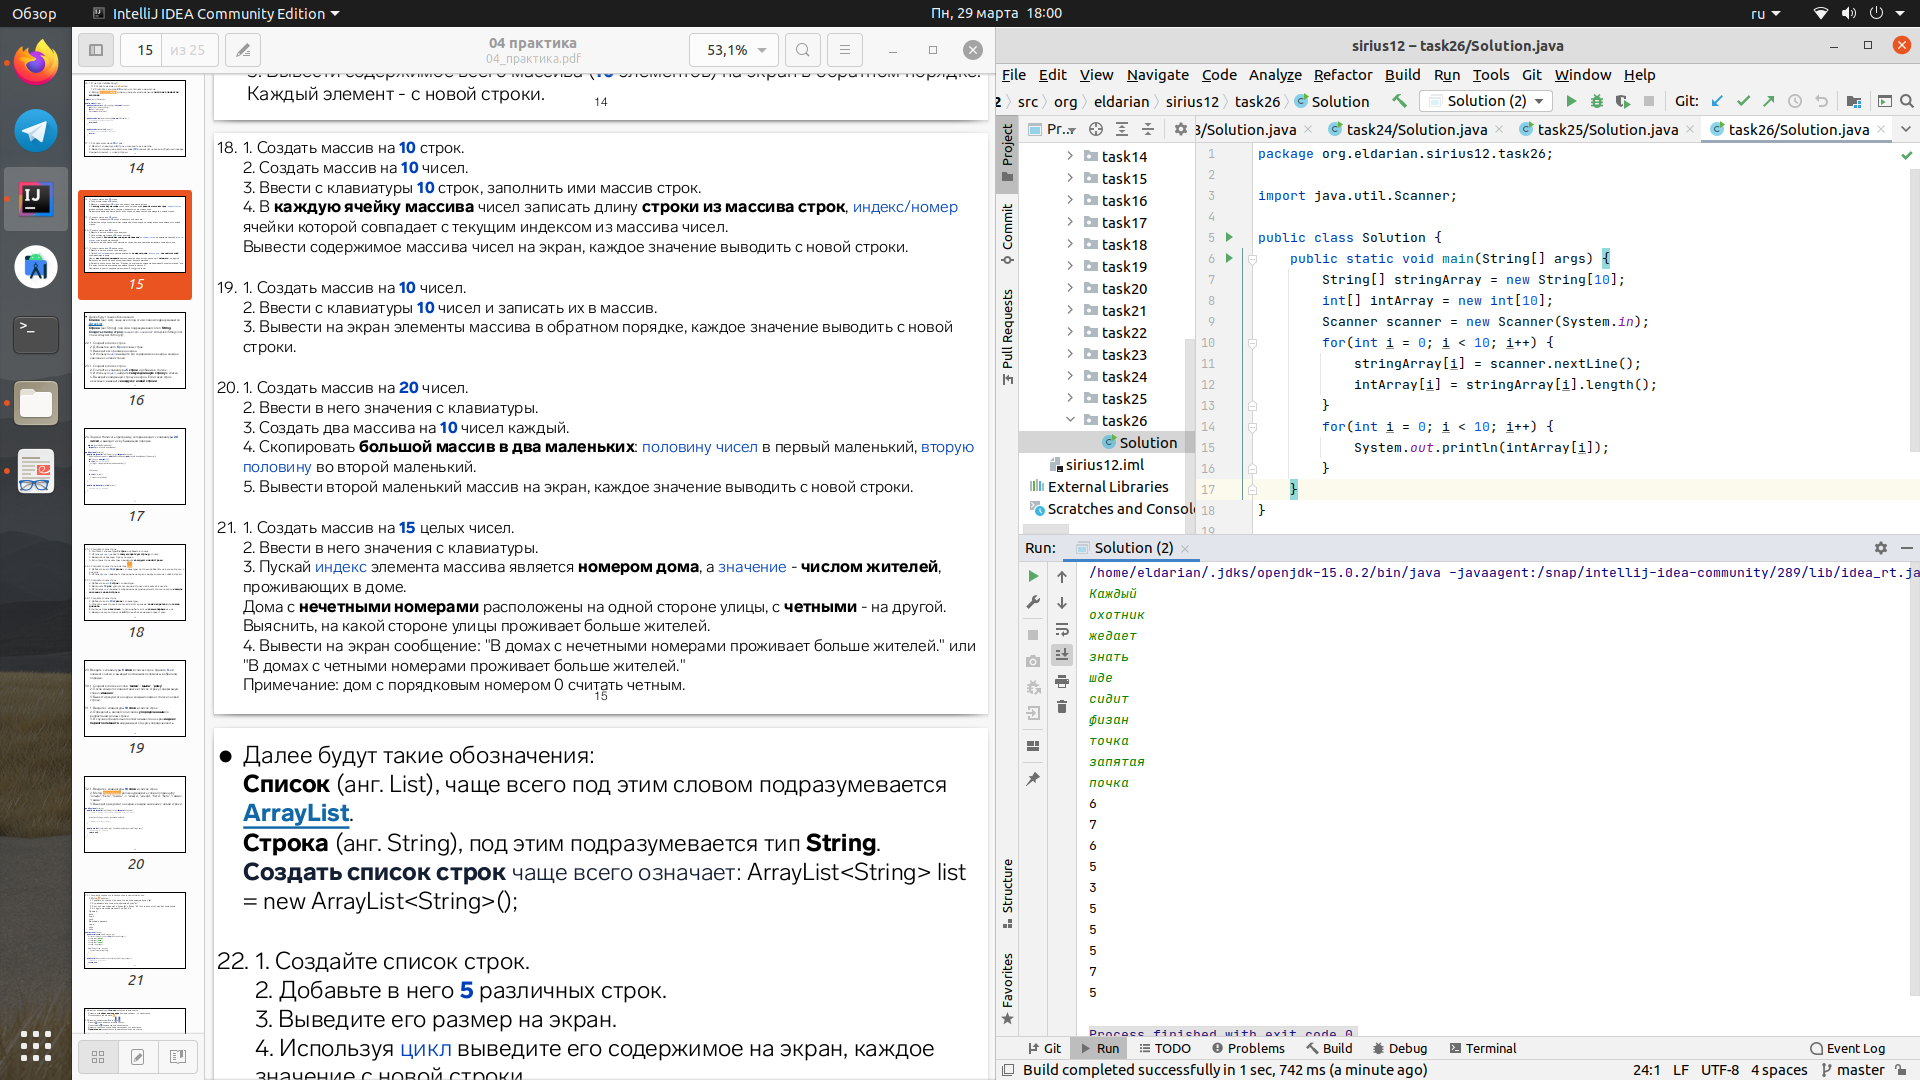 Обзор
IntelliJ IDEA Community Edition
Пн, 29 марта 18:00
ru
15
из 25
04 практика
04_практика.pdf
53,1%
14
15
16
17
18
19
20
21
Каждый элемент - с новой строки.
14
18. 1. Создать массив на 10 строк.
2. Создать массив на 10 чисел.
3. Ввести с клавиатуры 10 строк, заполнить ими массив строк.
4. В каждую ячейку массива чисел записать длину строки из массива строк, индекс/номер
ячейки которой совпадает с текущим индексом из массива чисел.
Вывести содержимое массива чисел на экран, каждое значение выводить с новой строки.
19. 1. Создать массив на 10 чисел.
2. Ввести с клавиатуры 10 чисел и записать их в массив.
3. Вывести на экран элементы массива в обратном порядке, каждое значение выводить с новой
строки.
20. 1. Создать массив на 20 чисел.
2. Ввести в него значения с клавиатуры.
3. Создать два массива на 10 чисел каждый.
4. Скопировать большой массив в два маленьких: половину чисел в первый маленький, вторую
половину во второй маленький.
5. Вывести второй маленький массив на экран, каждое значение выводить с новой строки.
21. 1. Создать массив на 15 целых чисел.
2. Ввести в него значения с клавиатуры.
3. Пускай индекс элемента массива является номером дома, а значение - числом жителей,
проживающих в доме.
Дома с нечетными номерами расположены на одной стороне улицы, с четными - на другой.
Выяснить, на какой стороне улицы проживает больше жителей.
4. Вывести на экран сообщение: "В домах с нечетными номерами проживает больше жителей." или
"В домах с четными номерами проживает больше жителей."
Примечание: дом с порядковым номером 0 считать четным.
15
● Далее будут такие обозначения:
Список (анг. List), чаще всего под этим словом подразумевается
ArrayList.
Строка (анг. String), под этим подразумевается тип String.
Создать список строк чаще всего означает: ArrayList<String> list
= new ArrayList<String>();
22. 1. Создайте список строк.
2. Добавьте в него 5 различных строк.
3. Выведите его размер на экран.
4. Используя цикл выведите его содержимое на экран, каждое
значение с новой строки
sirius12 – task26/Solution.java
File Edit View Navigate Code Analyze Refactor Build Run Tools Git Window Help
2 src org eldarian sirius12 task26 Solution
Solution (2)
Git:
Project
Commit
Pull Requests
Structure
Favorites
Pr...
3/Solution.java
task24/Solution.java
task25/Solution.java
task26/Solution.java
task14
task15
task16
task17
task18
task19
task20
task21
task22
task23
task24
task25
task26
Solution
sirius12.iml
External Libraries
Scratches and Consol
1 package org.eldarian.sirius12.task26;
2
3 import java.util.Scanner;
4
5 public class Solution {
6 public static void main(String[] args) {
7 String[] stringArray = new String[10];
8 int[] intArray = new int[10];
9 Scanner scanner = new Scanner(System.in);
10 for(int i = 0; i < 10; i++) {
11 stringArray[i] = scanner.nextLine();
12 intArray[i] = stringArray[i].length();
13 }
14 for(int i = 0; i < 10; i++) {
15 System.out.println(intArray[i]);
16 }
17 }
18 }
19
Run: Solution (2)
/home/eldarian/.jdks/openjdk-15.0.2/bin/java -javaagent:/snap/intellij-idea-community/289/lib/idea_rt.ja
Каждый
охотник
жедает
знать
шде
сидит
физан
точка
запятая
почка
6
7
6
5
3
5
5
5
7
5
Process finished with exit code 0
Git Run TODO Problems Build Debug Terminal Event Log
Build completed successfully in 1 sec, 742 ms (a minute ago)
24:1 LF UTF-8 4 spaces master